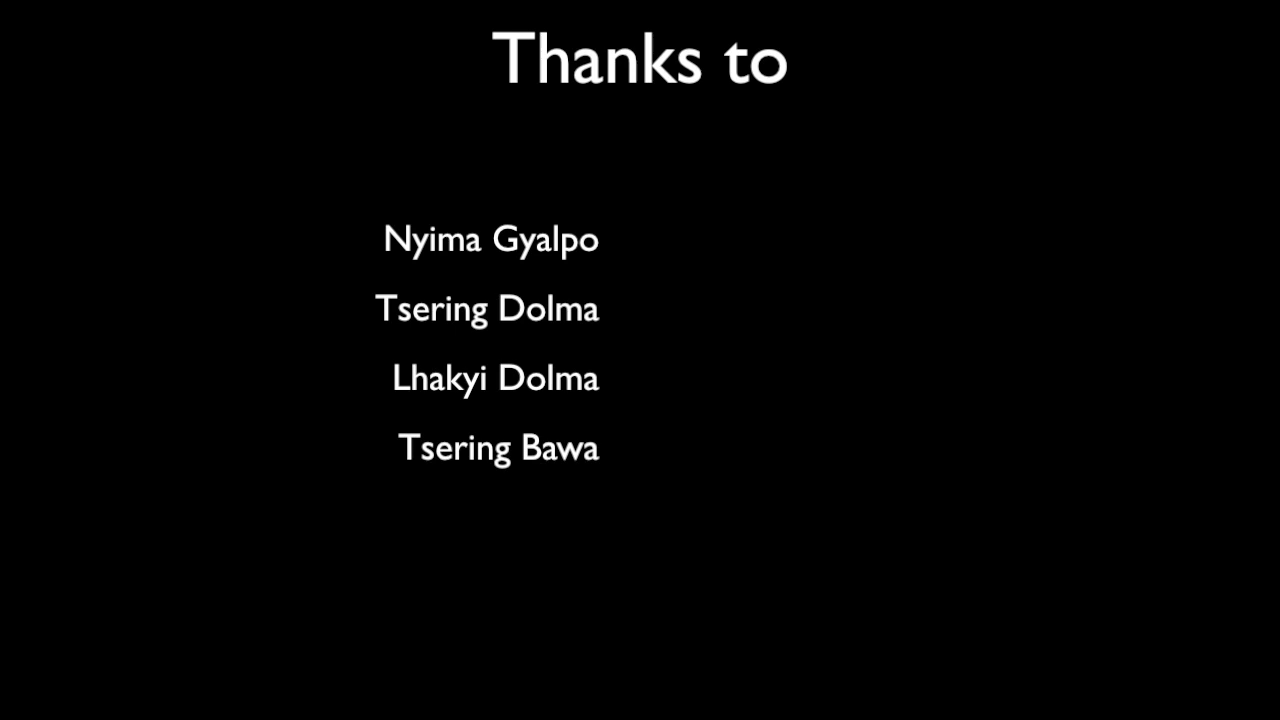 Thanks to
Nyima Gyalpo
Tsering Dolma
Lhakyi Dolma
Tsering Bawa